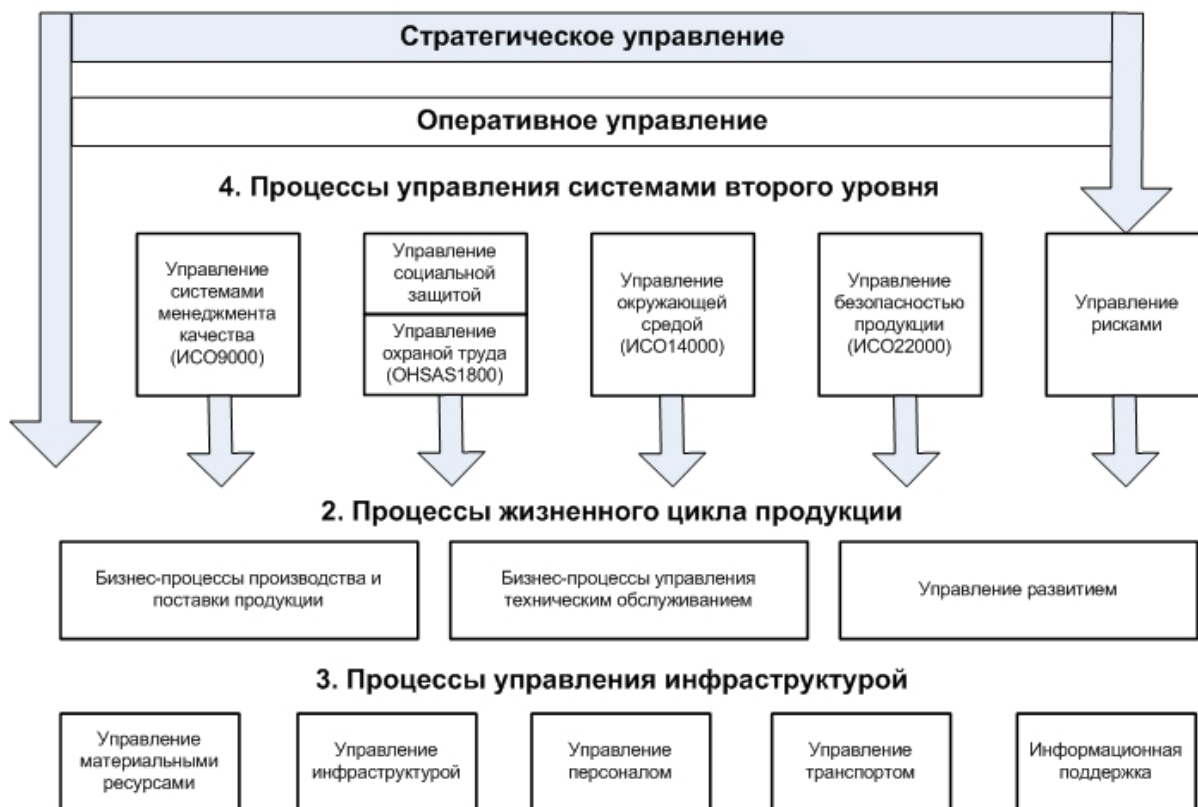 Стратегическое управление
Оперативное управление
4. Процессы управления системами второго уровня
Управление
системами
менеджмента
качества
(ИСО9000)
Управление
социальной
защитой
Управление
охраной труда
(OHSAS1800)
Управление
окружающей
средой
(ИСО14000)
Управление
безопасностью
продукции
(ИСО22000)
Управление
рисками
2. Процессы жизненного цикла продукции
Бизнес-процессы производства и
поставки продукции
Бизнес-процессы управления
техническим обслуживанием
Управление развитием
3. Процессы управления инфраструктурой
Управление
материальными
ресурсами
Управление
инфраструктурой
Управление
персоналом
Управление
транспортом
Информационная
поддержка